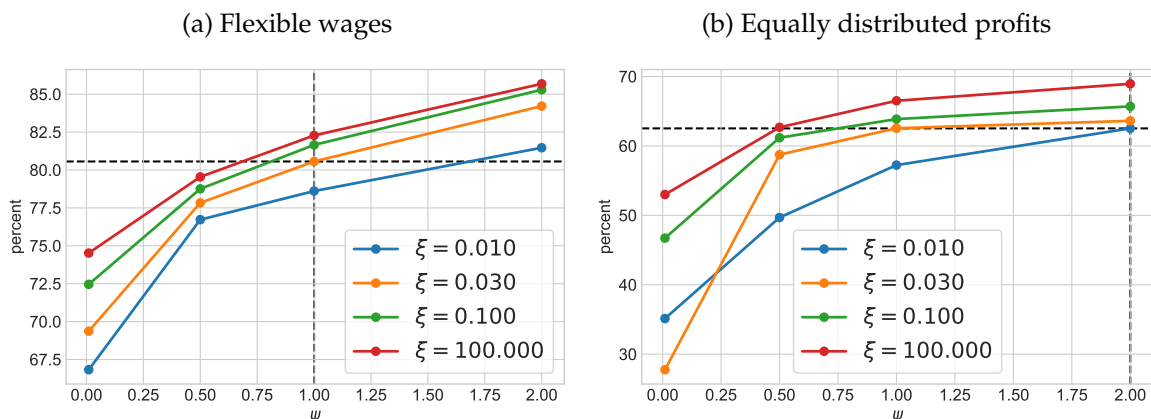 (a) Flexible wages
percent
85.0
82.5
80.0
77.5
75.0
72.5
70.0
67.5
0.00 0.25 0.50 0.75 1.00 1.25 1.50 1.75 2.00
ξ = 0.010
ξ = 0.030
ξ = 0.100
ξ = 100.000
(b) Equally distributed profits
percent
70
60
50
40
30
0.00 0.25 0.50 0.75 1.00 1.25 1.50 1.75 2.00
ξ = 0.010
ξ = 0.030
ξ = 0.100
ξ = 100.000